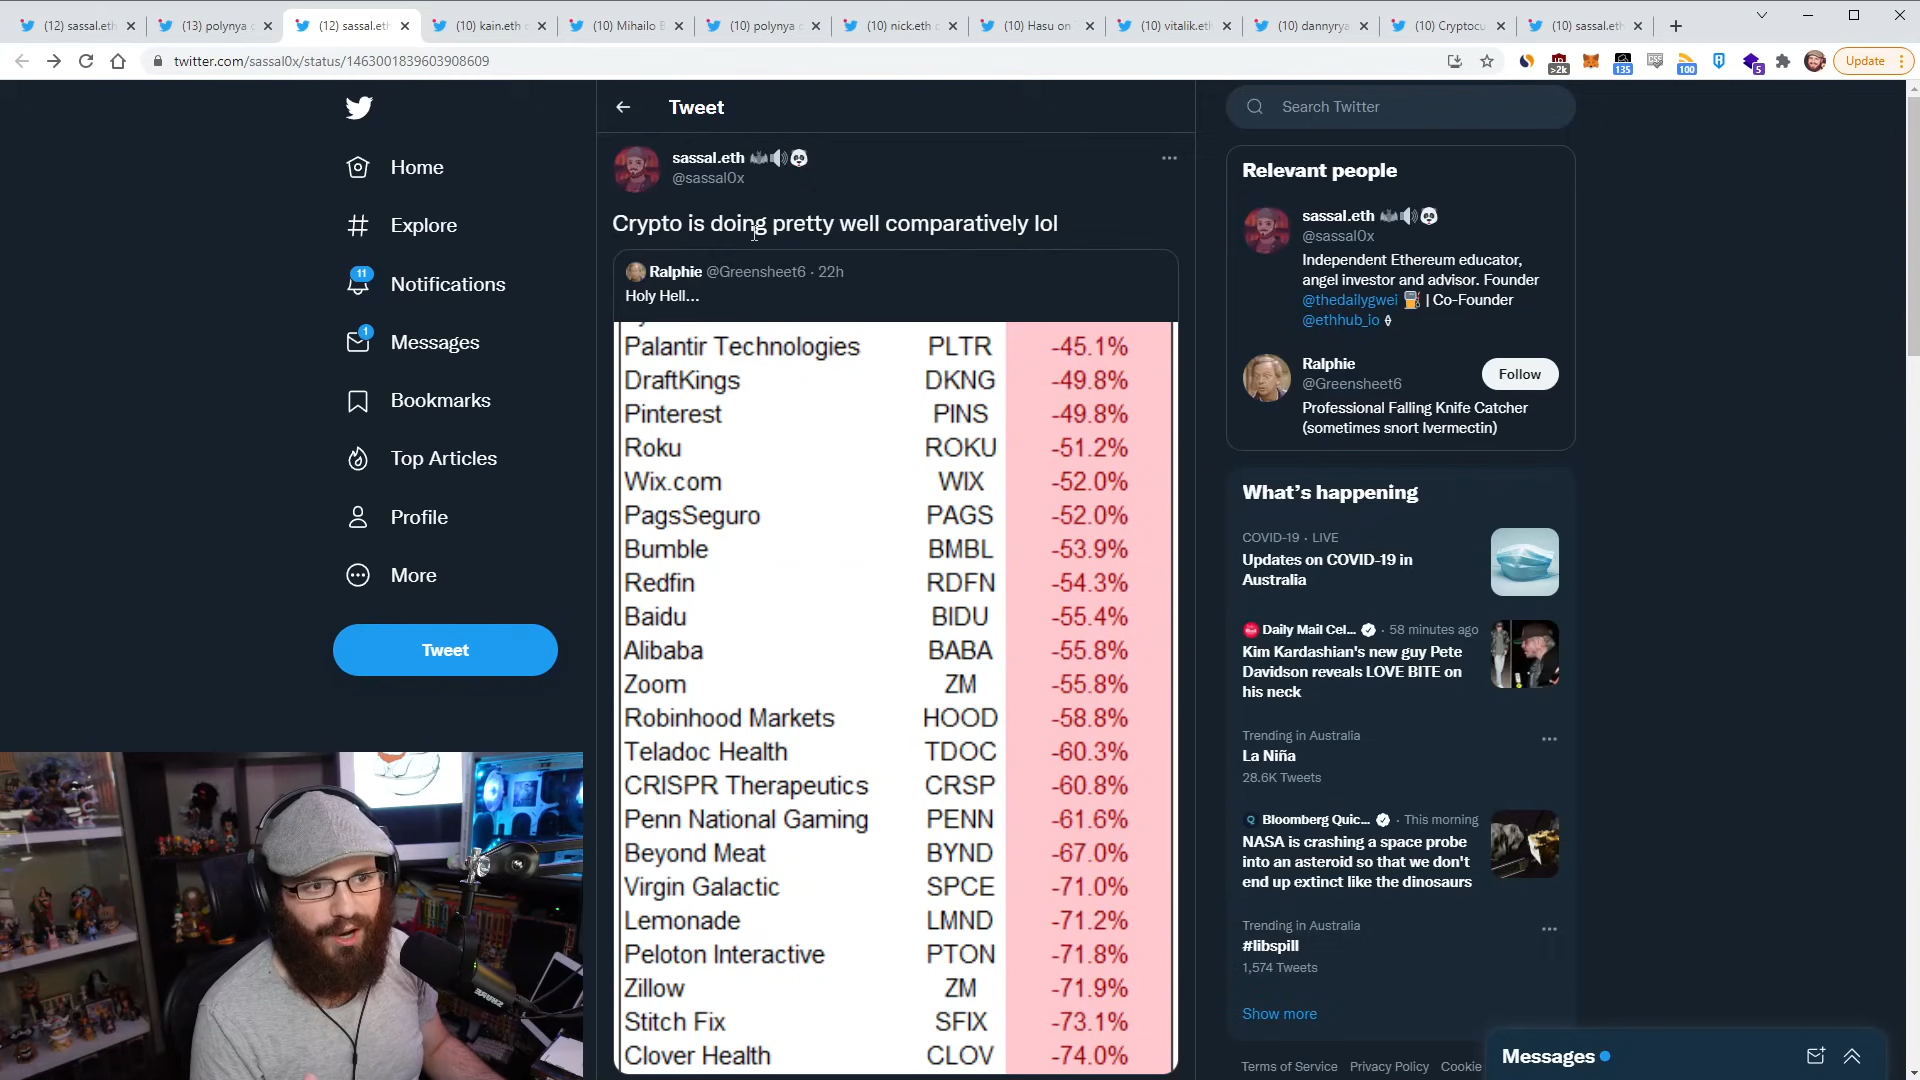 (12) sassal.eth
(13) polynya
(12) sassal.eth
(10) kain.eth
(10) Mihailo B
(10) polynya
(10) nick.eth
(10) Hasu on
(10) vitalik.eth
(10) dannyrya
(10) Cryptocu
(10) sassal.eth
twitter.com/sassal0x/status/1463001839603908609
>2k
135
CSS
100
5
Update
Tweet
Search Twitter
Home
Explore
11
Notifications
1
Messages
Bookmarks
Top Articles
Profile
More
Tweet
sassal.eth
@sassal0x
Crypto is doing pretty well comparatively lol
Ralphie @Greensheet6 · 22h
Holy Hell...
Palantir Technologies PLTR -45.1%
DraftKings DKNG -49.8%
Pinterest PINS -49.8%
Roku ROKU -51.2%
Wix.com WIX -52.0%
PagsSeguro PAGS -52.0%
Bumble BMBL -53.9%
Redfin RDFN -54.3%
Baidu BIDU -55.4%
Alibaba BABA -55.8%
Zoom ZM -55.8%
Robinhood Markets HOOD -58.8%
Teladoc Health TDOC -60.3%
CRISPR Therapeutics CRSP -60.8%
Penn National Gaming PENN -61.6%
Beyond Meat BYND -67.0%
Virgin Galactic SPCE -71.0%
Lemonade LMND -71.2%
Peloton Interactive PTON -71.8%
Zillow ZM -71.9%
Stitch Fix SFIX -73.1%
Clover Health CLOV -74.0%
Relevant people
sassal.eth
@sassal0x
Independent Ethereum educator,
angel investor and advisor. Founder
@thedailygwei | Co-Founder
@ethhub_io
Ralphie
@Greensheet6
Follow
Professional Falling Knife Catcher
(sometimes snort Ivermectin)
What's happening
COVID-19 · LIVE
Updates on COVID-19 in
Australia
Daily Mail Cel... · 58 minutes ago
Kim Kardashian's new guy Pete
Davidson reveals LOVE BITE on
his neck
Trending in Australia
La Niña
28.6K Tweets
Bloomberg Quic... · This morning
NASA is crashing a space probe
into an asteroid so that we don't
end up extinct like the dinosaurs
Trending in Australia
#libspill
1,574 Tweets
Show more
Terms of Service Privacy Policy Cookie
Messages